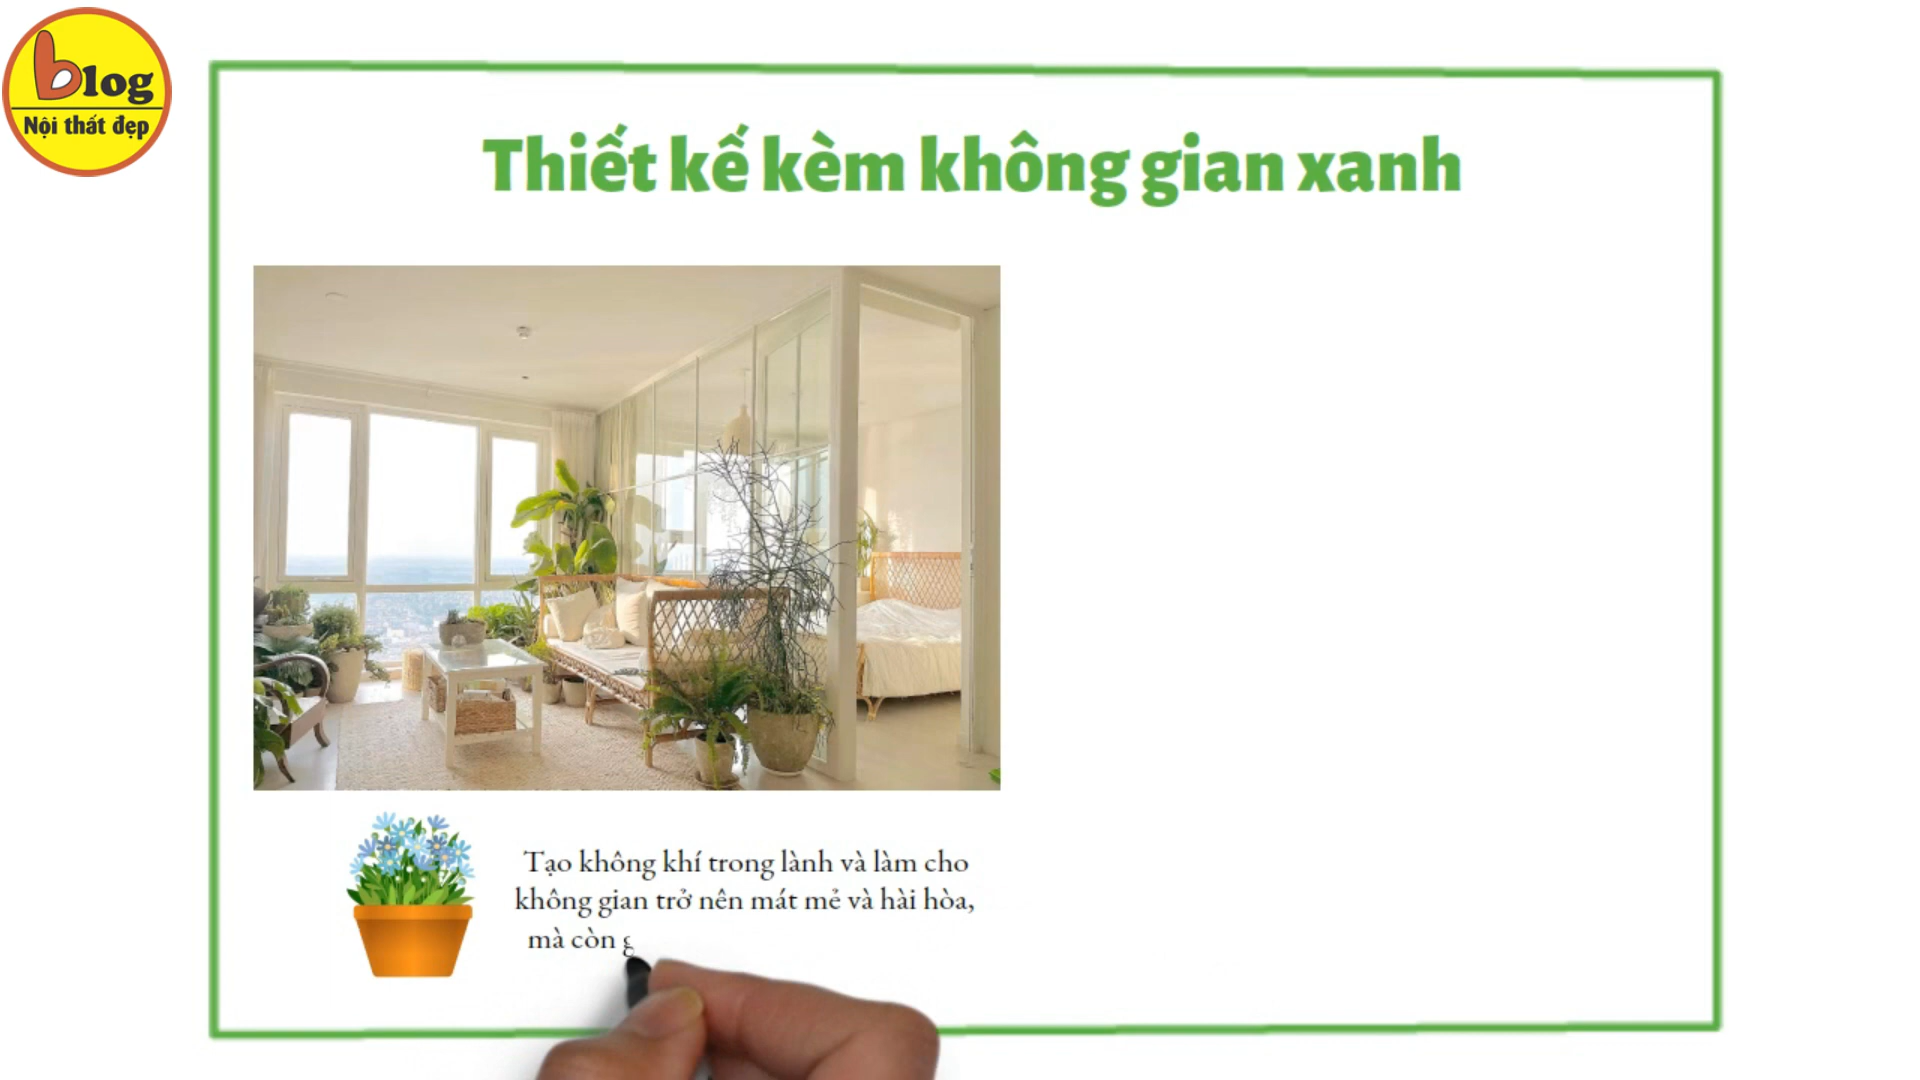 blog
Nội thất đẹp
Thiết kế kèm không gian xanh
Tạo không khí trong lành và làm cho
không gian trở nên mát mẻ và hài hòa,
mà còn g